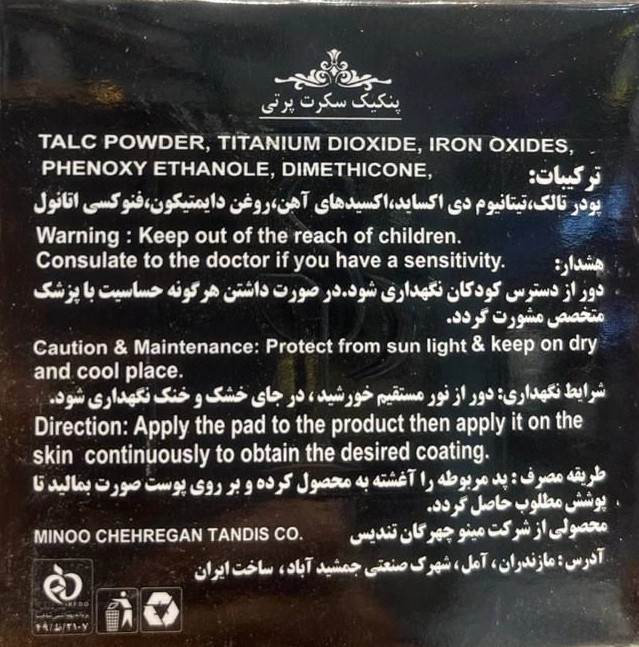 پنکیک سکرت پرتی
TALC POWDER, TITANIUM DIOXIDE, IRON OXIDES,
PHENOXY ETHANOLE, DIMETHICONE,
ترکیبات:
پودر تالک،تیتانیوم دی اکساید،اکسیدهای آهن،روغن دایمتیکون،فنوکسی اتانول
Warning : Keep out of the reach of children.
Consulate to the doctor if you have a sensitivity.
هشدار:
دور از دسترس کودکان نگهداری شود.در صورت داشتن هرگونه حساسیت با پزشک
متخصص مشورت گردد.
Caution & Maintenance: Protect from sun light & keep on dry
and cool place.
شرایط نگهداری: دور از نور مستقیم خورشید، در جای خشک و خنک نگهداری شود.
Direction: Apply the pad to the product then apply it on the
skin continuously to obtain the desired coating.
طریقه مصرف: پد مربوطه را آغشته به محصول کرده و بر روی پوست صورت بمالید تا
پوشش مطلوب حاصل گردد.
MINOO CHEHREGAN TANDIS CO. محصولی از شرکت مینو چهرگان تندیس
آدرس: مازندران، آمل، شهرک صنعتی جمشید آباد، ساخت ایران
IRFDO
۴۹/ظ/۲۱۰۷